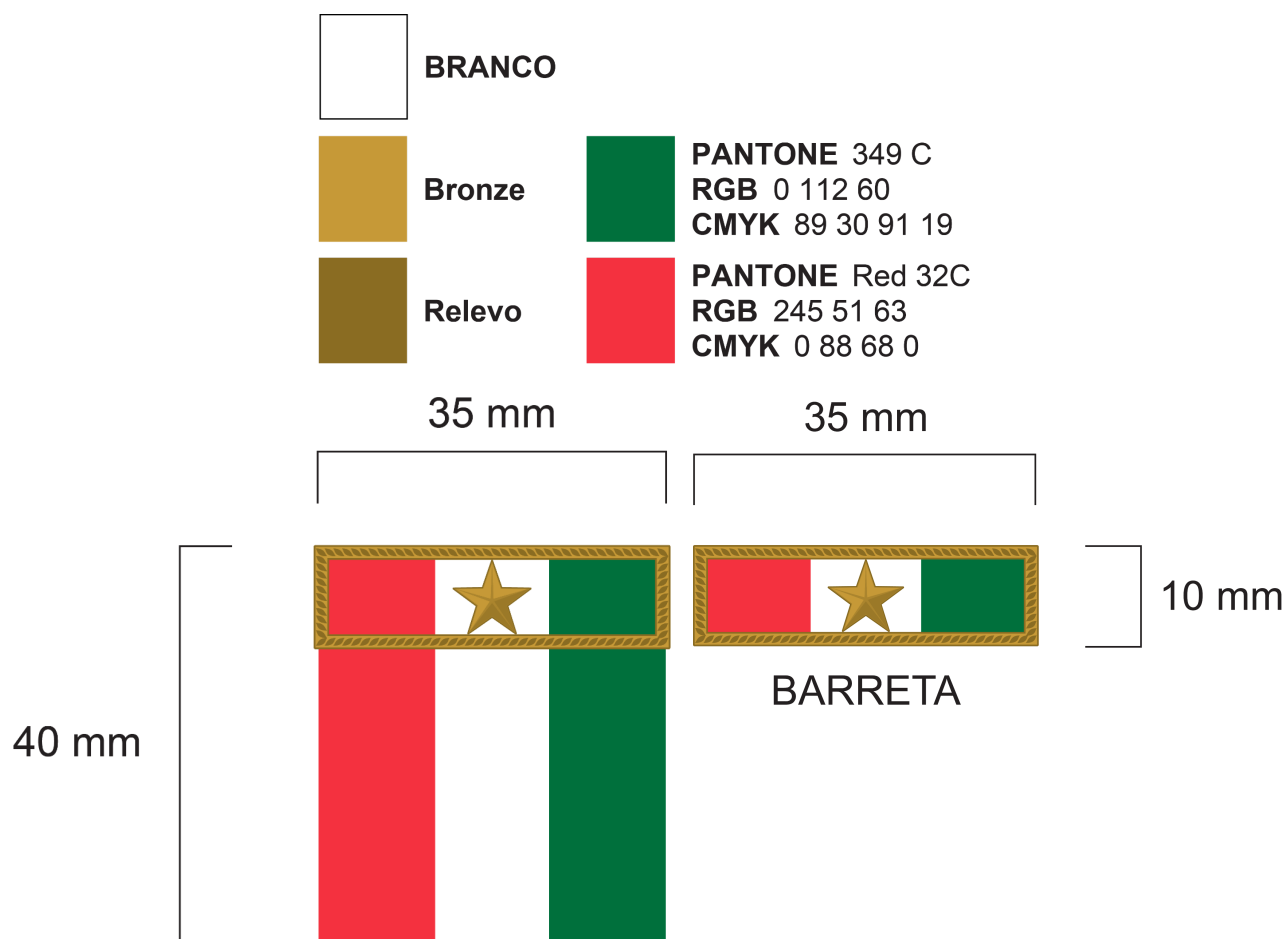 BRANCO
Bronze
PANTONE 349 C
RGB 0 112 60
CMYK 89 30 91 19
Relevo
PANTONE Red 32C
RGB 245 51 63
CMYK 0 88 68 0
35 mm
35 mm
10 mm
BARRETA
40 mm